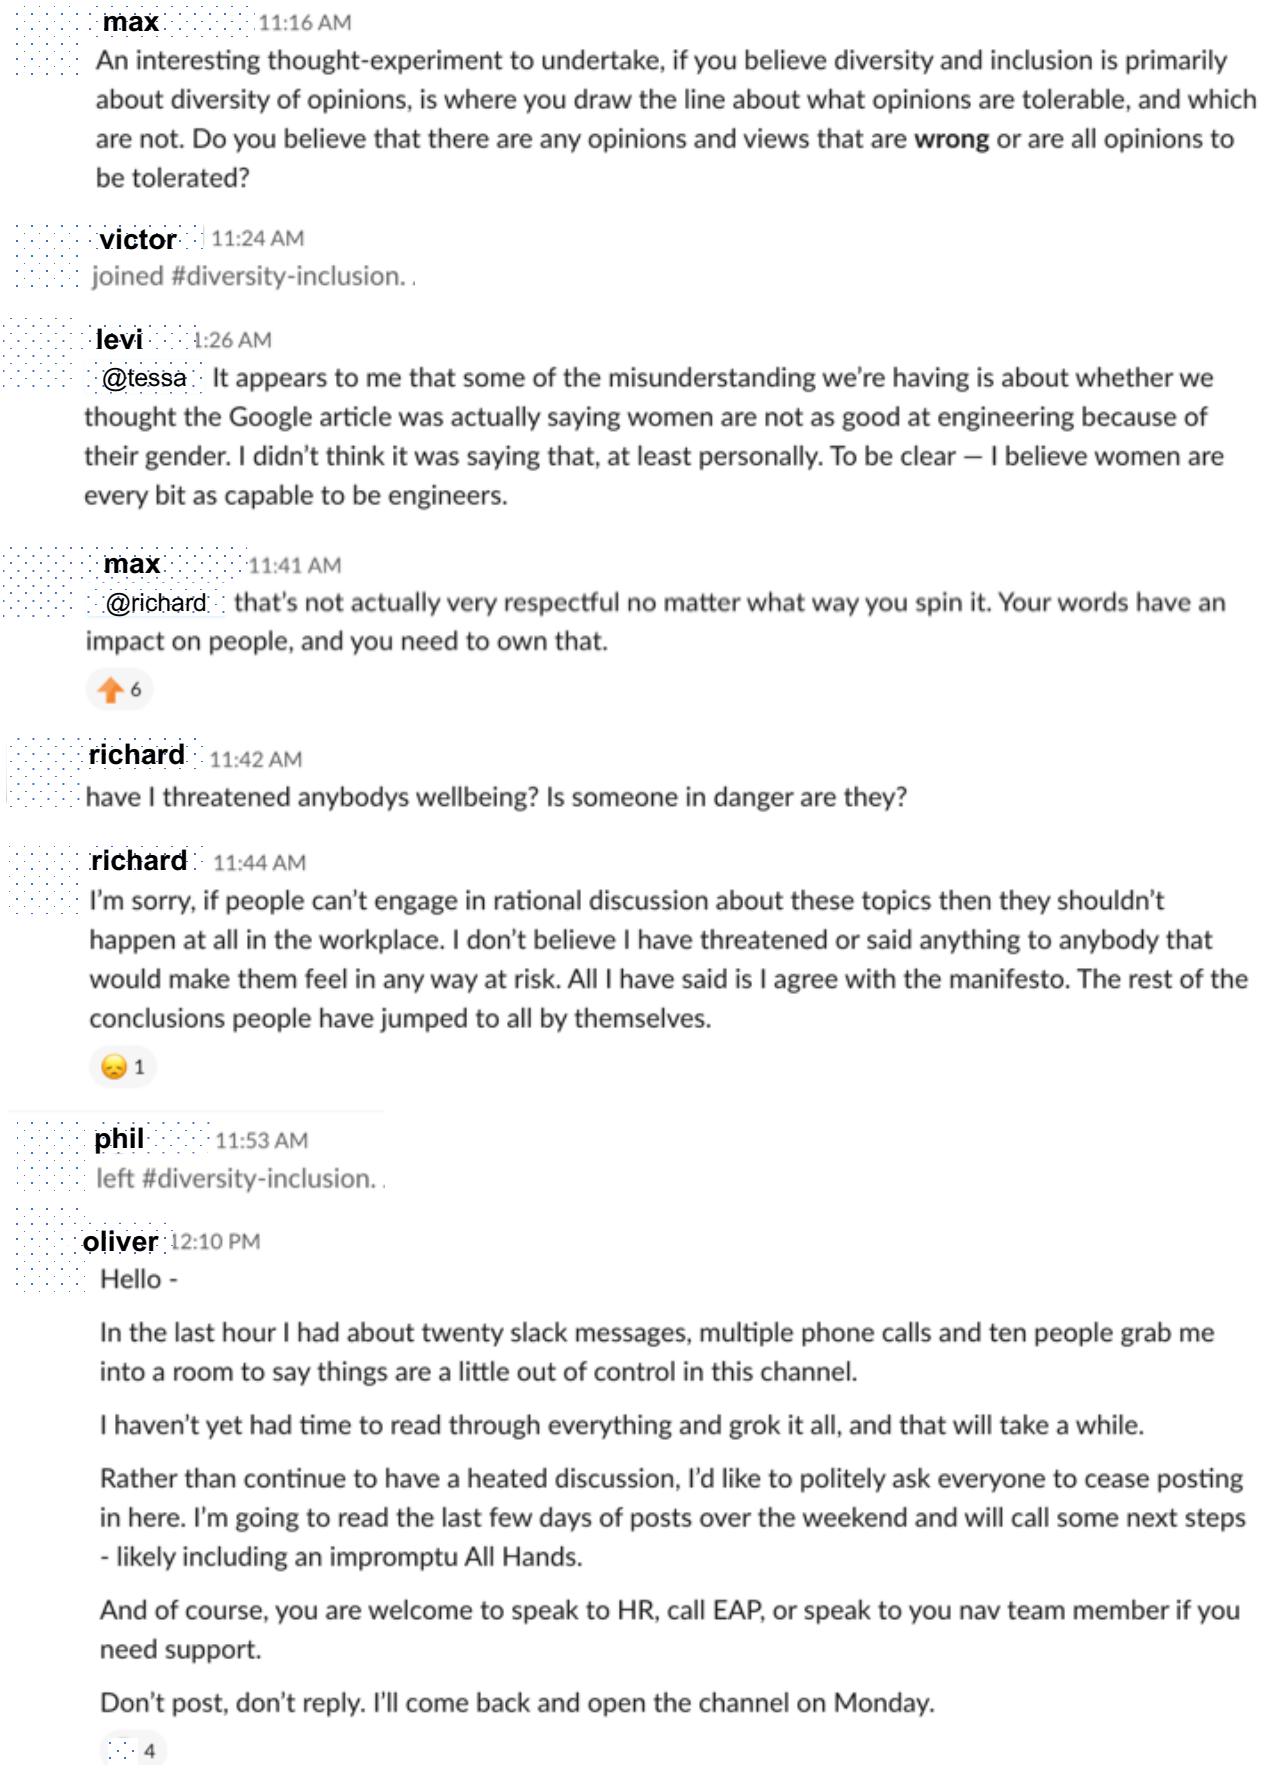 max 11:16 AM
An interesting thought-experiment to undertake, if you believe diversity and inclusion is primarily
about diversity of opinions, is where you draw the line about what opinions are tolerable, and which
are not. Do you believe that there are any opinions and views that are wrong or are all opinions to
be tolerated?
victor 11:24 AM
joined #diversity-inclusion. .
levi 1:26 AM
@tessa It appears to me that some of the misunderstanding we're having is about whether we
thought the Google article was actually saying women are not as good at engineering because of
their gender. I didn't think it was saying that, at least personally. To be clear — I believe women are
every bit as capable to be engineers.
max 11:41 AM
@richard that's not actually very respectful no matter what way you spin it. Your words have an
impact on people, and you need to own that.
6
richard 11:42 AM
have I threatened anybodys wellbeing? Is someone in danger are they?
richard 11:44 AM
I'm sorry, if people can't engage in rational discussion about these topics then they shouldn't
happen at all in the workplace. I don't believe I have threatened or said anything to anybody that
would make them feel in any way at risk. All I have said is I agree with the manifesto. The rest of the
conclusions people have jumped to all by themselves.
1
phil 11:53 AM
left #diversity-inclusion. .
oliver 12:10 PM
Hello -
In the last hour I had about twenty slack messages, multiple phone calls and ten people grab me
into a room to say things are a little out of control in this channel.
I haven't yet had time to read through everything and grok it all, and that will take a while.
Rather than continue to have a heated discussion, I'd like to politely ask everyone to cease posting
in here. I'm going to read the last few days of posts over the weekend and will call some next steps
- likely including an impromptu All Hands.
And of course, you are welcome to speak to HR, call EAP, or speak to you nav team member if you
need support.
Don't post, don't reply. I'll come back and open the channel on Monday.
4